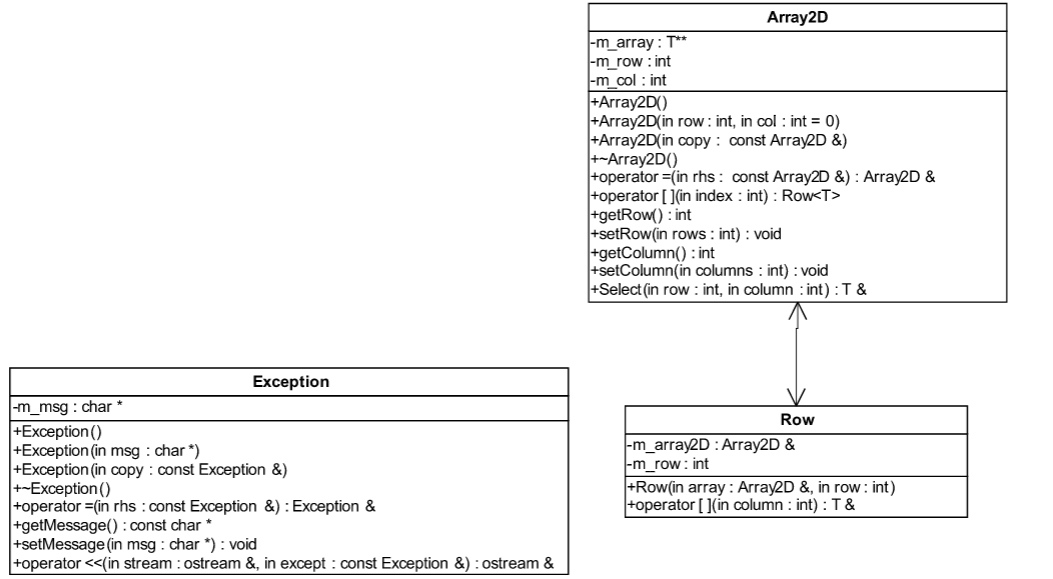 Array2D
-m_array : T**
-m_row : int
-m_col : int
+Array2D()
+Array2D(in row : int, in col : int = 0)
+Array2D(in copy : const Array2D &)
+~Array2D()
+operator =(in rhs : const Array2D &) : Array2D &
+operator [ ](in index : int) : Row<T>
+getRow() : int
+setRow(in rows : int) : void
+getColumn() : int
+setColumn(in columns : int) : void
+Select(in row : int, in column : int) : T &
Exception
-m_msg : char *
+Exception()
+Exception(in msg : char *)
+Exception(in copy : const Exception &)
+~Exception()
+operator =(in rhs : const Exception &) : Exception &
+getMessage() : const char *
+setMessage(in msg : char *) : void
+operator <<(in stream : ostream &, in except : const Exception &) : ostream &
Row
-m_array2D : Array2D &
-m_row : int
+Row(in array : Array2D &, in row : int)
+operator [ ](in column : int) : T &